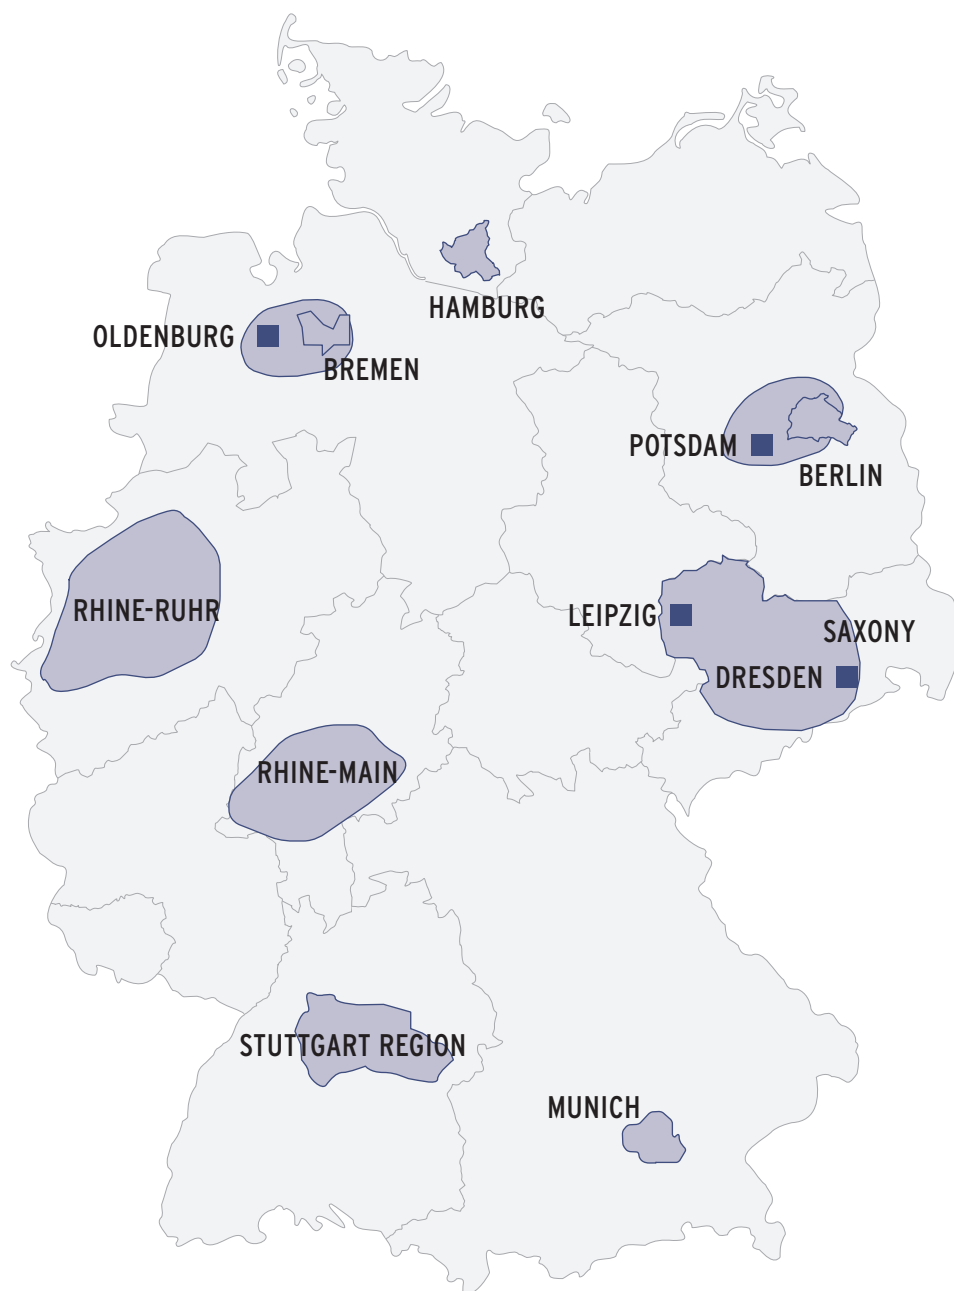 HAMBURG
OLDENBURG
BREMEN
POTSDAM
BERLIN
RHINE-RUHR
LEIPZIG
SAXONY
DRESDEN
RHINE-MAIN
STUTTGART REGION
MUNICH